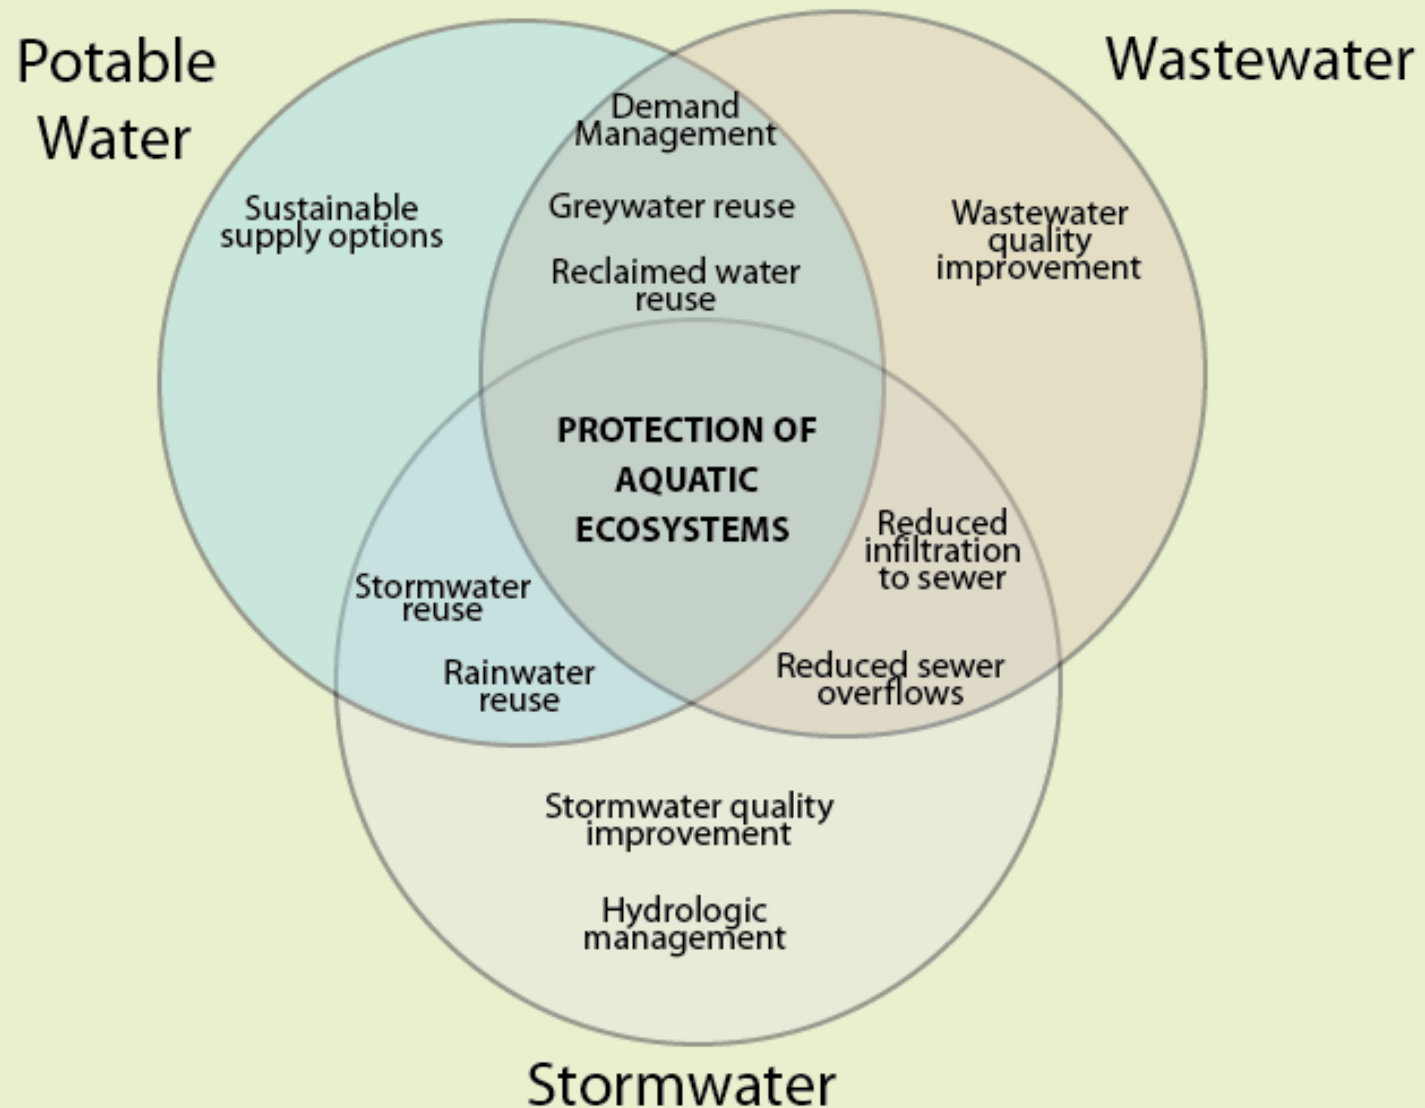 Potable
Water
Wastewater
Demand
Management
Sustainable
supply options
Greywater reuse
Wastewater
quality
improvement
Reclaimed water
reuse
PROTECTION OF
AQUATIC
ECOSYSTEMS
Reduced
infiltration
to sewer
Stormwater
reuse
Rainwater
reuse
Reduced sewer
overflows
Stormwater quality
improvement
Hydrologic
management
Stormwater